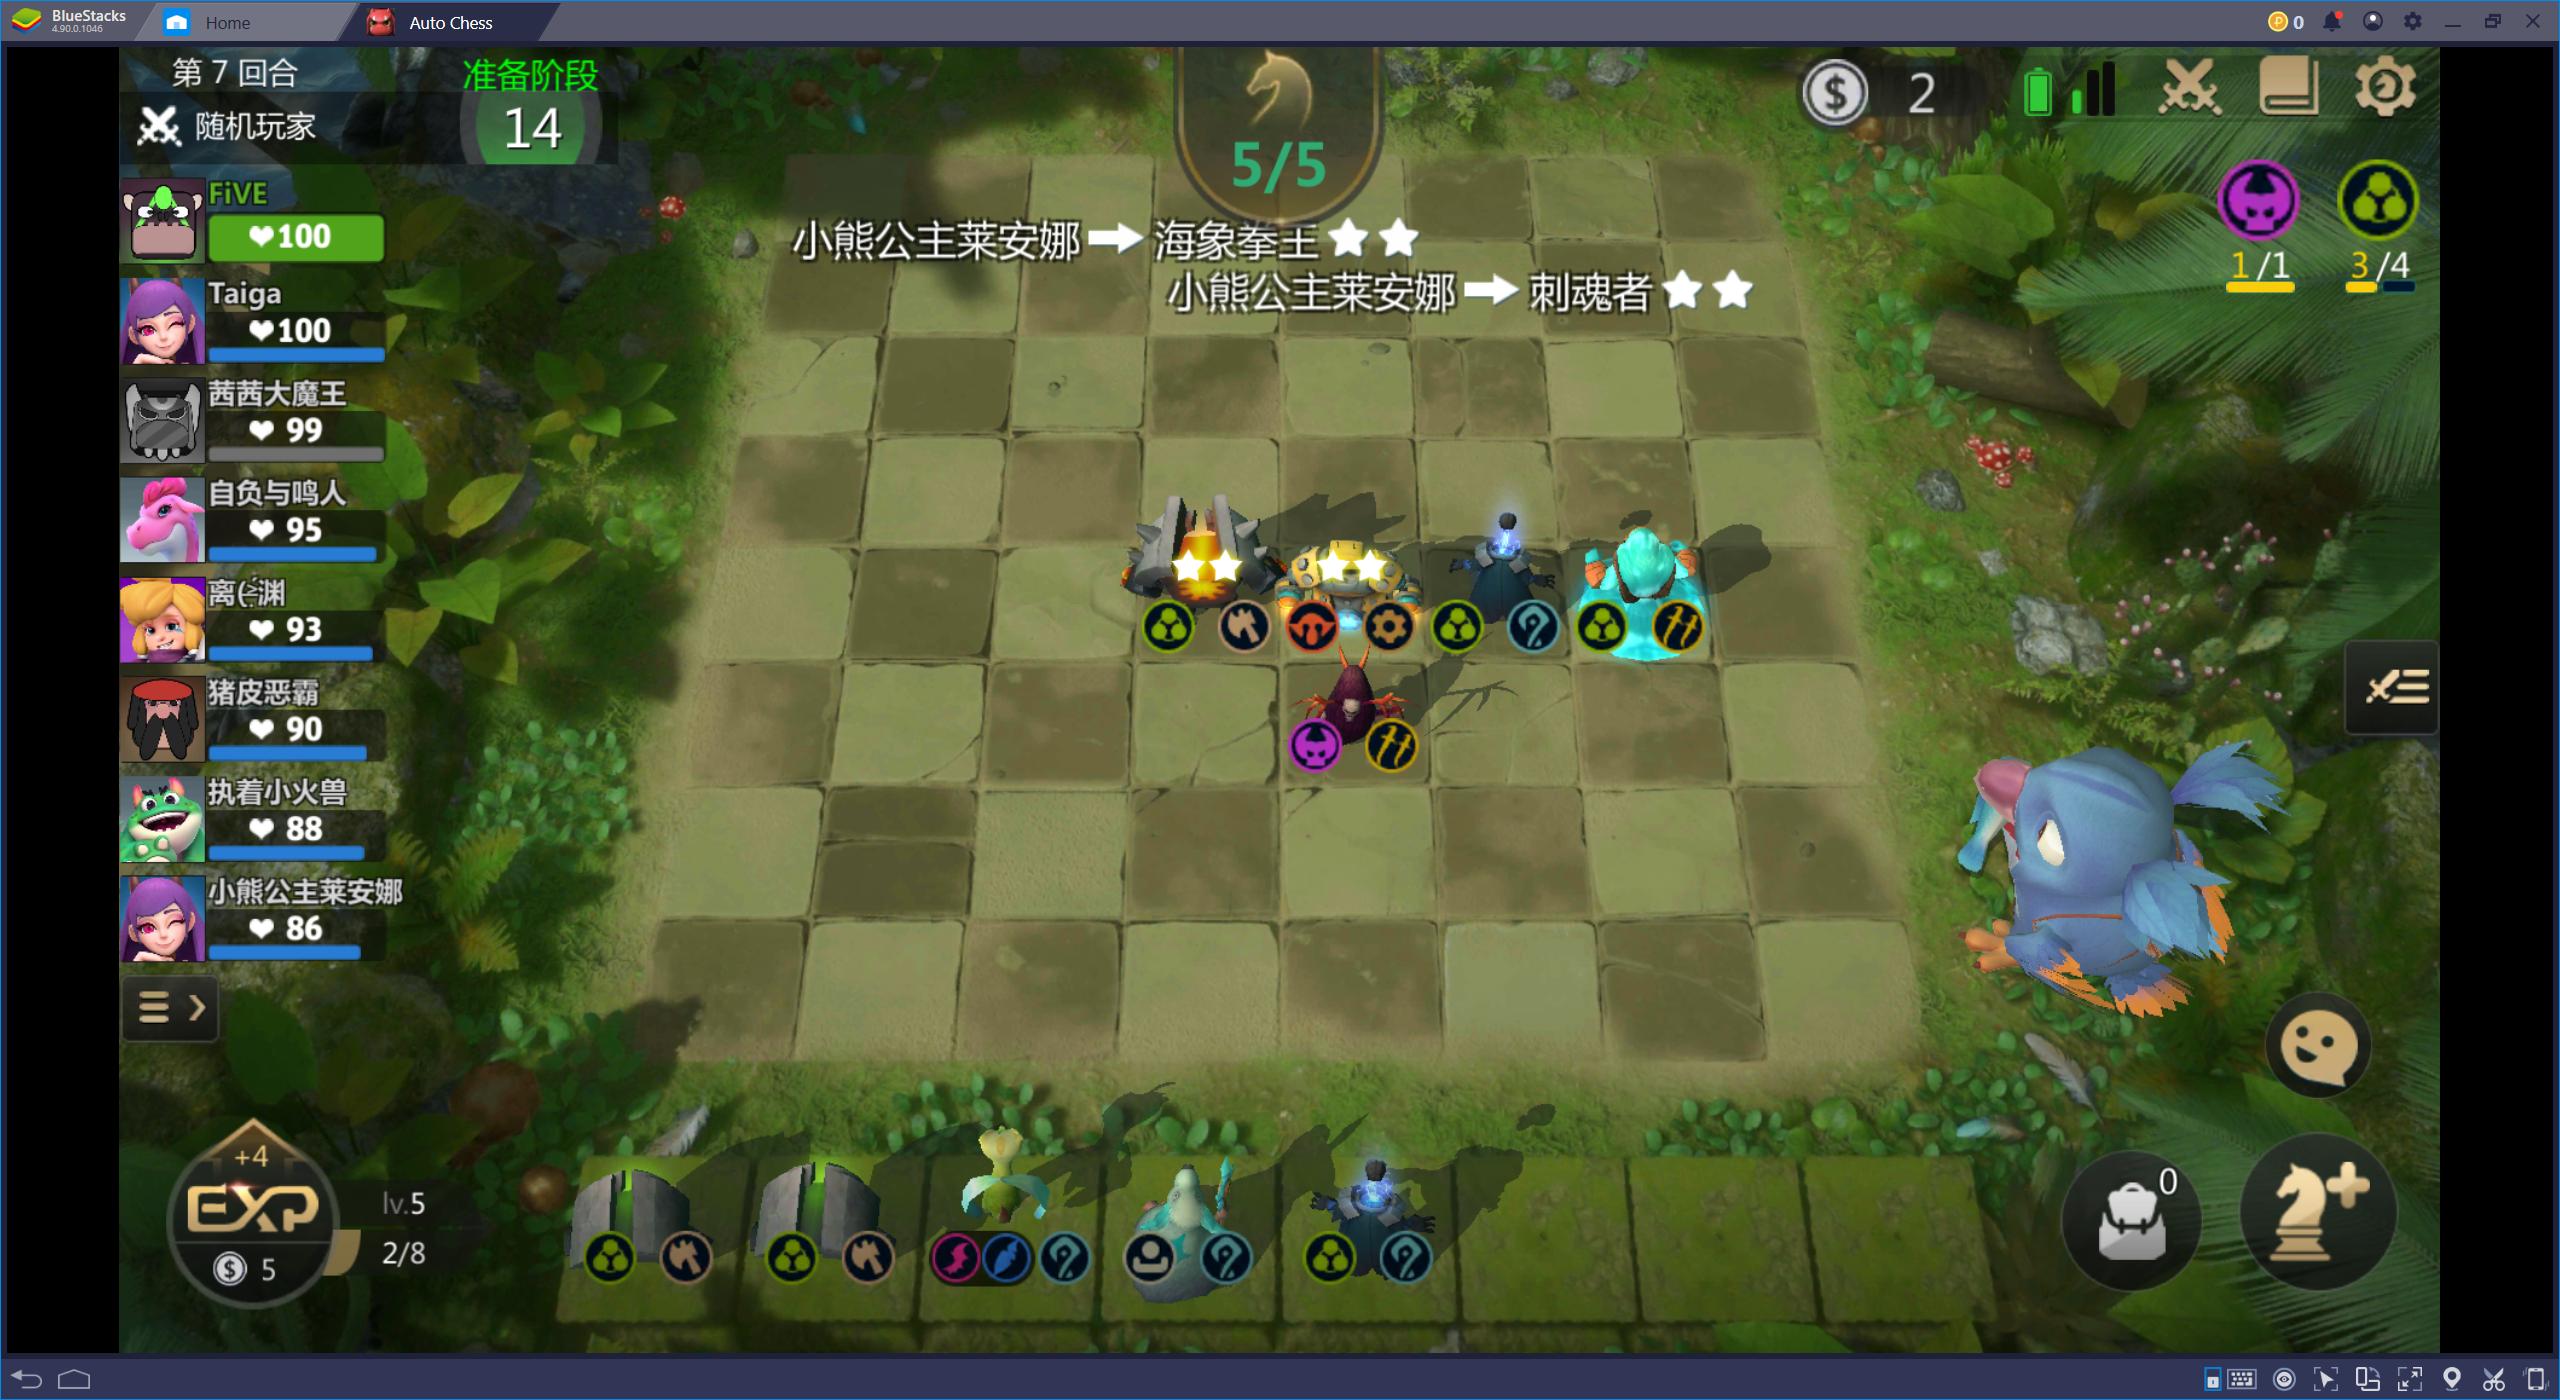 BlueStacks
4.90.0.1046
Home
Auto Chess
0
第 7 回合
准备阶段
随机玩家
14
5/5
2
FiVE
100
Taiga
100
茜茜大魔王
99
自负与鸣人
95
93
猪皮恶霸
90
执着小火兽
88
小熊公主莱安娜
86
小熊公主莱安娜 海象拳王
小熊公主莱安娜 刺魂者
1/1
3/4
+4
EXP
5
lv.5
2/8
0